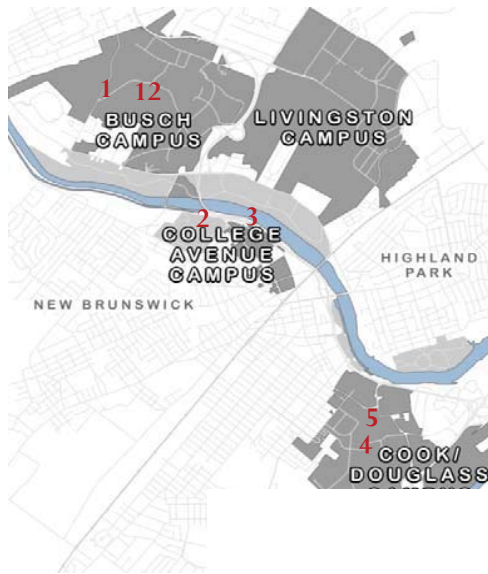 1 12
BUSCH
CAMPUS
LIVINGSTON
CAMPUS
2 3
COLLEGE
AVENUE
CAMPUS
HIGHLAND
PARK
NEW BRUNSWICK
5
4
COOK/
DOUGLASS